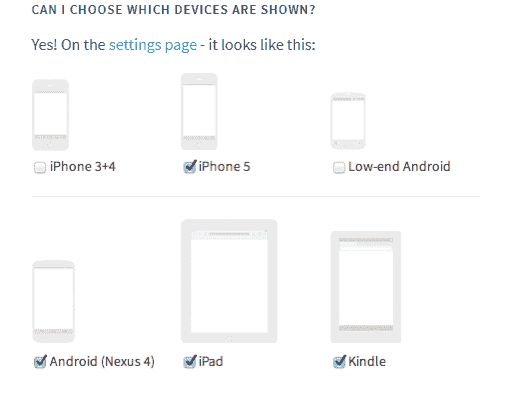 CAN I CHOOSE WHICH DEVICES ARE SHOWN?
Yes! On the settings page - it looks like this:
iPhone 3+4 iPhone 5 Low-end Android
Android (Nexus 4) iPad Kindle